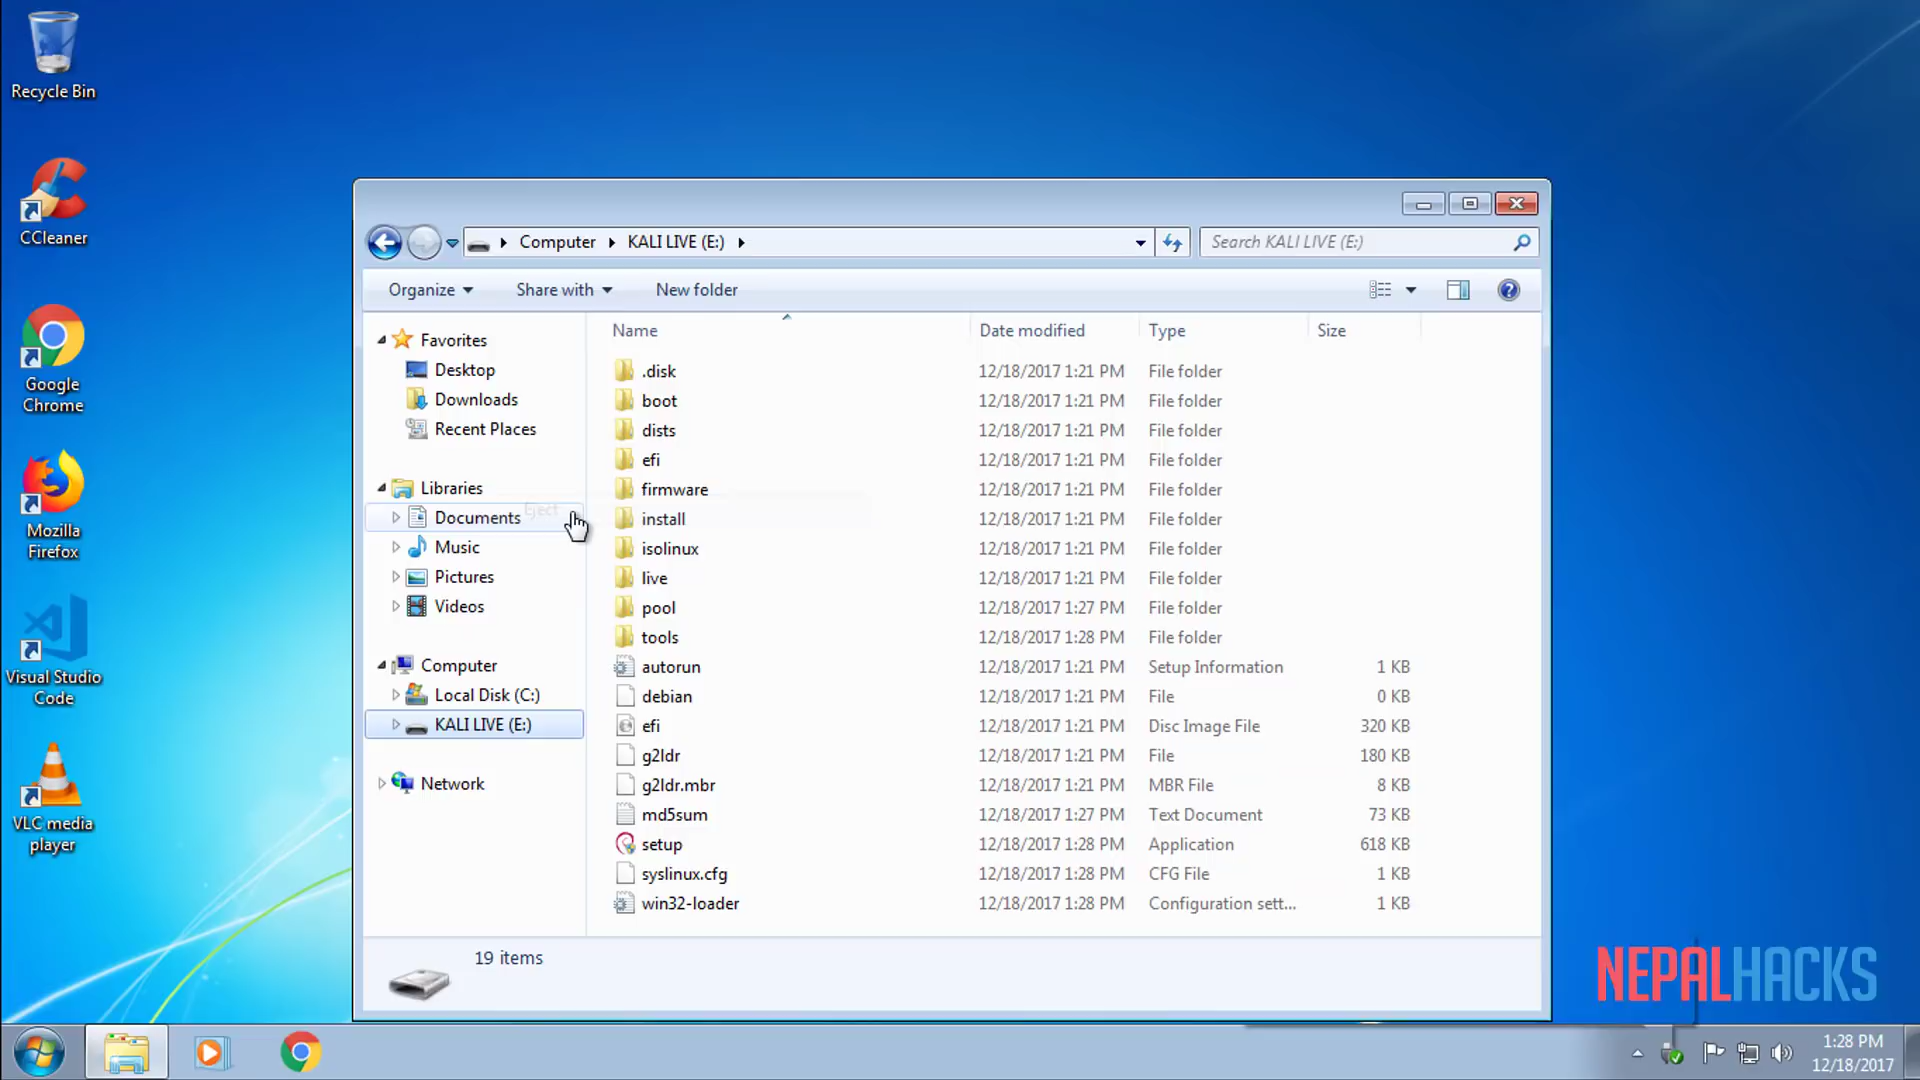 Recycle Bin
CCleaner
Google
Chrome
Mozilla
Firefox
Visual Studio
Code
VLC media
player
Computer
KALI LIVE (E:)
Search KALI LIVE (E:)
Organize
Share with
New folder
Favorites
Desktop
Downloads
Recent Places
Libraries
Documents
Eject
Music
Pictures
Videos
Computer
Local Disk (C:)
KALI LIVE (E:)
Network
Name Date modified Type Size
.disk 12/18/2017 1:21 PM File folder
boot 12/18/2017 1:21 PM File folder
dists 12/18/2017 1:21 PM File folder
efi 12/18/2017 1:21 PM File folder
firmware 12/18/2017 1:21 PM File folder
install 12/18/2017 1:21 PM File folder
isolinux 12/18/2017 1:21 PM File folder
live 12/18/2017 1:21 PM File folder
pool 12/18/2017 1:27 PM File folder
tools 12/18/2017 1:28 PM File folder
autorun 12/18/2017 1:21 PM Setup Information 1 KB
debian 12/18/2017 1:21 PM File 0 KB
efi 12/18/2017 1:21 PM Disc Image File 320 KB
g2ldr 12/18/2017 1:21 PM File 180 KB
g2ldr.mbr 12/18/2017 1:21 PM MBR File 8 KB
md5sum 12/18/2017 1:27 PM Text Document 73 KB
setup 12/18/2017 1:28 PM Application 618 KB
syslinux.cfg 12/18/2017 1:28 PM CFG File 1 KB
win32-loader 12/18/2017 1:28 PM Configuration sett... 1 KB
19 items
NEPALHACKS
1:28 PM
12/18/2017